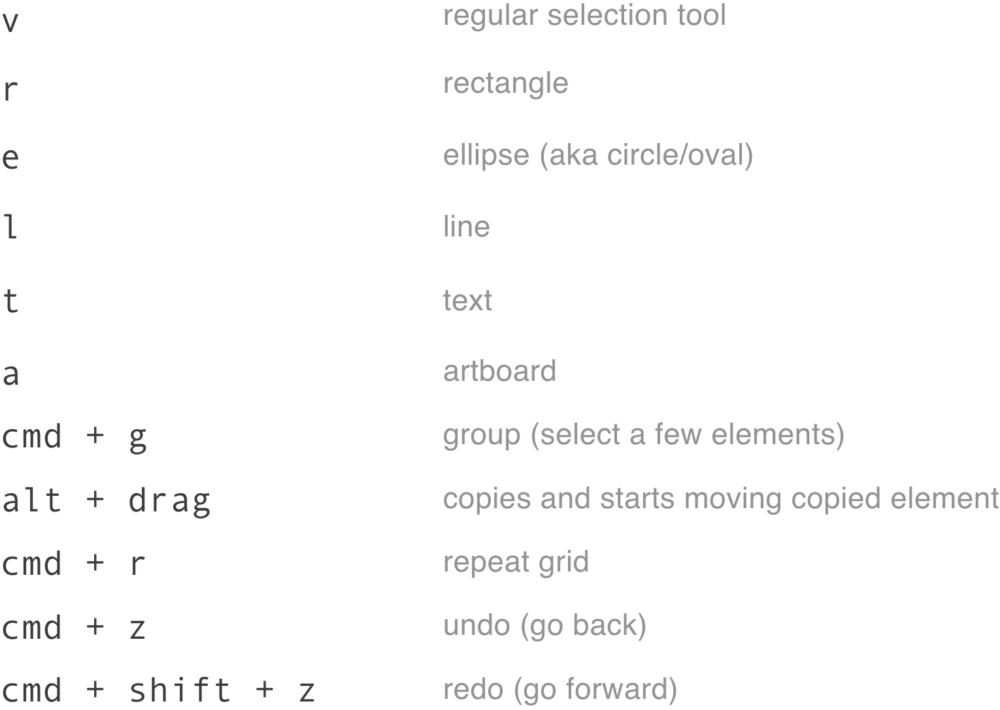 v regular selection tool
r rectangle
e ellipse (aka circle/oval)
l line
t text
a artboard
cmd + g group (select a few elements)
alt + drag copies and starts moving copied element
cmd + r repeat grid
cmd + z undo (go back)
cmd + shift + z redo (go forward)